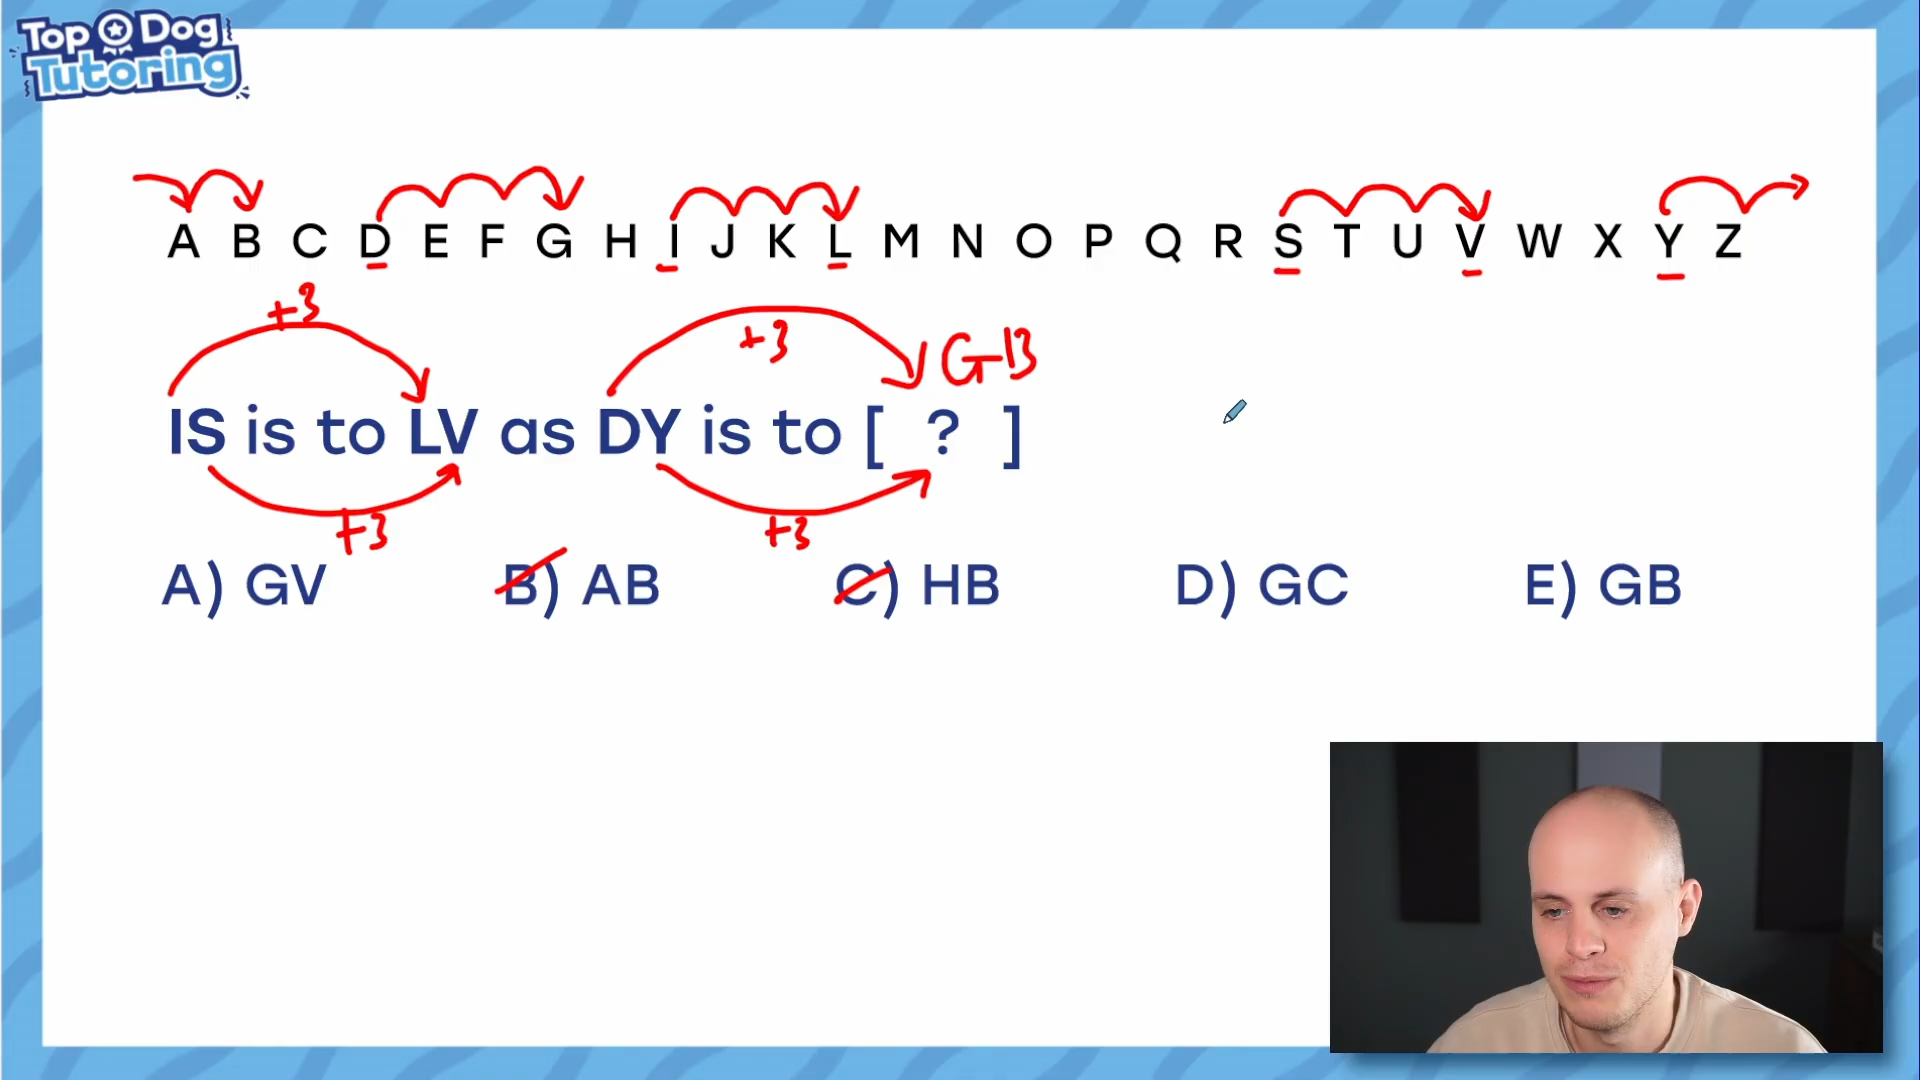 Top Dog
Tutoring
A B C D E F G H I J K L M N O P Q R S T U V W X Y Z
+3
+3
GB
IS is to LV as DY is to [ ? ]
+3
+3
A) GV B) AB C) HB D) GC E) GB